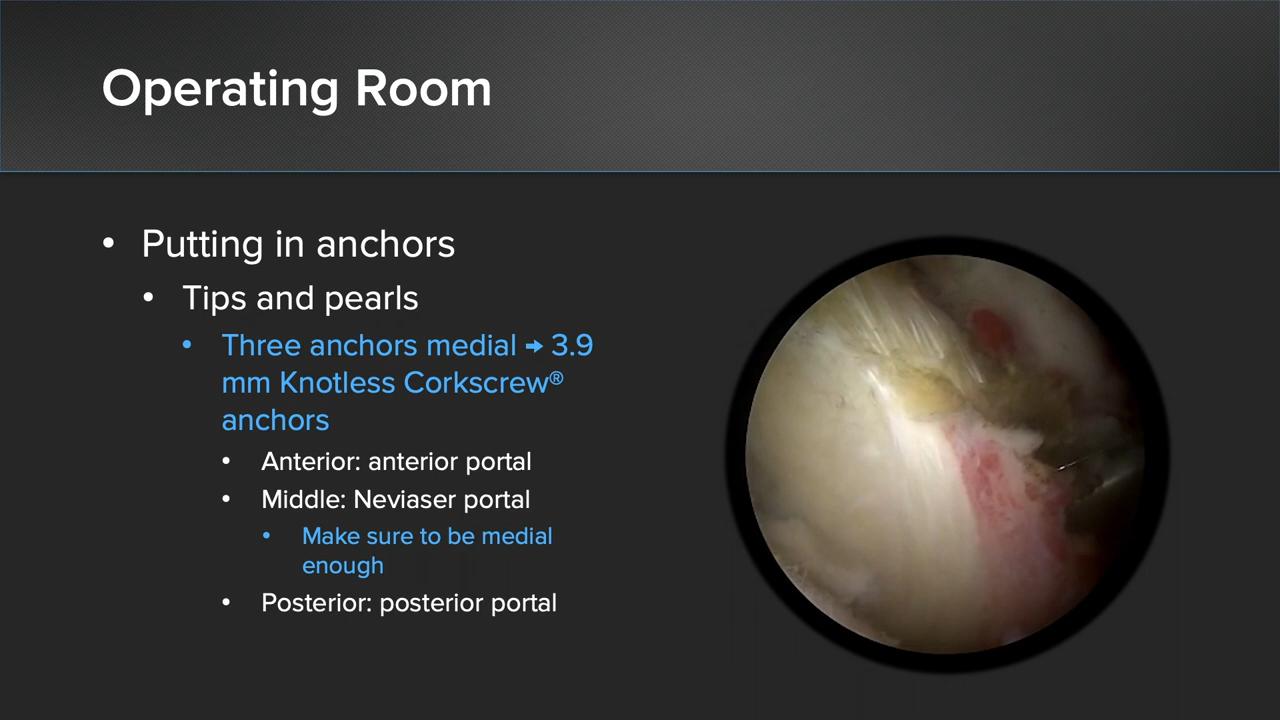 Operating Room
• Putting in anchors
• Tips and pearls
• Three anchors medial → 3.9
mm Knotless Corkscrew®
anchors
• Anterior: anterior portal
• Middle: Neviaser portal
• Make sure to be medial
enough
• Posterior: posterior portal